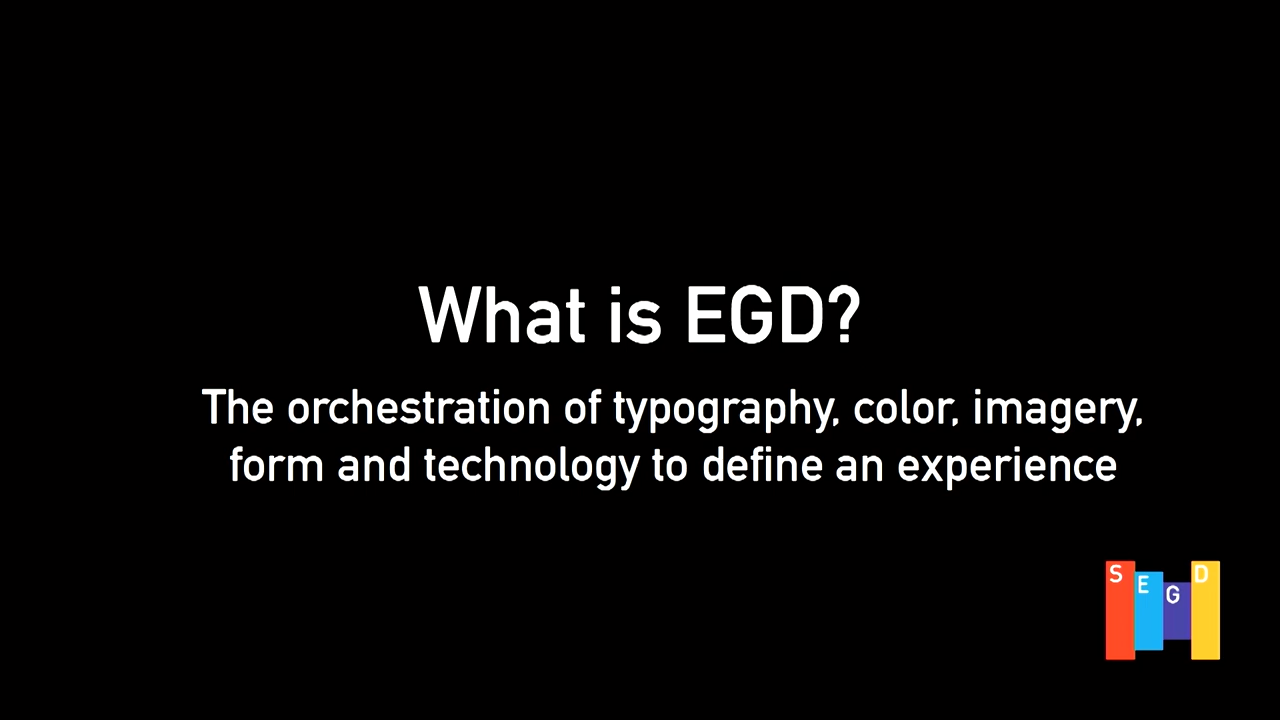 What is EGD?
The orchestration of typography, color, imagery,
form and technology to define an experience
S E G D